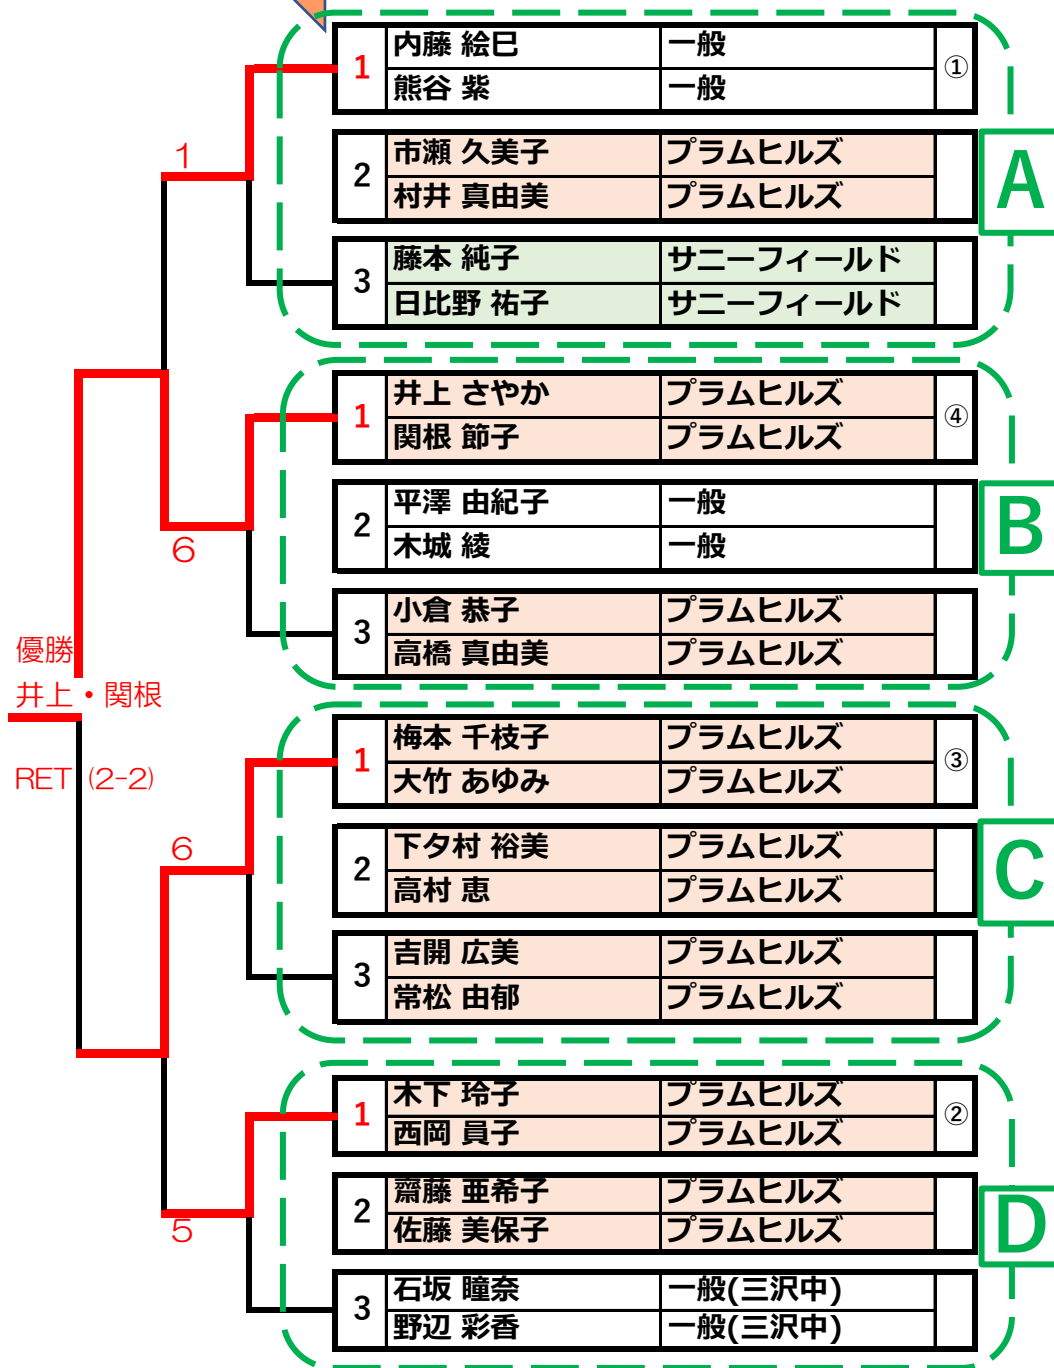 1 内藤 絵巳 一般 ①
熊谷 紫 一般
1
2 市瀬 久美子 プラムヒルズ
村井 真由美 プラムヒルズ
A
3 藤本 純子 サニーフィールド
日比野 祐子 サニーフィールド
1 井上 さやか プラムヒルズ ④
関根 節子 プラムヒルズ
2 平澤 由紀子 一般
木城 綾 一般
B
6
3 小倉 恭子 プラムヒルズ
高橋 真由美 プラムヒルズ
優勝
井上・関根
RET (2-2)
1 梅本 千枝子 プラムヒルズ ③
大竹 あゆみ プラムヒルズ
6
2 下夕村 裕美 プラムヒルズ
高村 恵 プラムヒルズ
C
3 吉開 広美 プラムヒルズ
常松 由郁 プラムヒルズ
1 木下 玲子 プラムヒルズ ②
西岡 員子 プラムヒルズ
2 齋藤 亜希子 プラムヒルズ
佐藤 美保子 プラムヒルズ
D
5
3 石坂 瞳奈 一般(三沢中)
野辺 彩香 一般(三沢中)